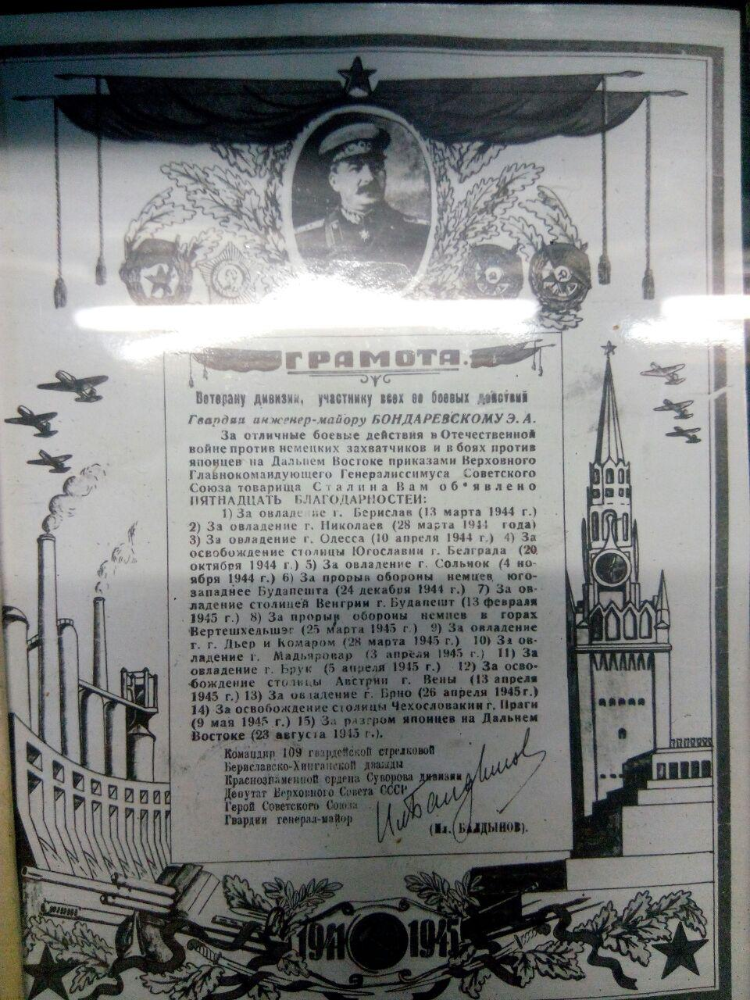 ГРАМОТА.
Ветерану дивизии, участнику всех ее боевых действий
Гвардии инженер-майору БОНДАРЕВСКОМУ Э. А.
За отличные боевые действия в Отечественной
войне против немецких захватчиков и в боях против
японцев на Дальнем Востоке приказами Верховного
Главнокомандующего Генералиссимуса Советского
Союза товарища Сталина Вам об'явлено
ПЯТНАДЦАТЬ БЛАГОДАРНОСТЕЙ:
1) За овладение г. Берислав (13 марта 1944 г.)
2) За овладение г. Николаев (28 марта 1944 года)
3) За овладение г. Одесса (10 апреля 1944 г.) 4) За
освобождение столицы Югославии г. Белграда (20
октября 1944 г.) 5) За овладение г. Сольнок (4 но-
ября 1944 г.) 6) За прорыв обороны немцев юго-
западнее Будапешта (24 декабря 1944 г.) 7) За ов-
ладение столицей Венгрии г. Будапешт (13 февраля
1945 г.) 8) За прорыв обороны немцев в горах
Вертешхедьшэг (25 марта 1945 г.) 9) За овладение
г. г. Дьер и Комаром (28 марта 1945 г.) 10) За ов-
ладение г. Мадьяровар (3 апреля 1945 г.) 11) За
овладение г. Брук (5 апреля 1945 г.) 12) За осво-
бождение столицы Австрии г. Вены (13 апреля
1945 г.) 13) За овладение г. Брно (26 апреля 1945 г.)
14) За освобождение столицы Чехословакии г. Праги
(9 мая 1945 г.) 15) За разгром японцев на Дальнем
Востоке (23 августа 1945 г.).
Командир 109 гвардейской стрелковой
Бериславско-Хинганской дважды
Краснознаменной ордена Суворова дивизии
Депутат Верховного Совета СССР
Герой Советского Союза
Гвардии генерал-майор
Ил Балдынов
(Ил. БАЛДЫНОВ).
1941 1945